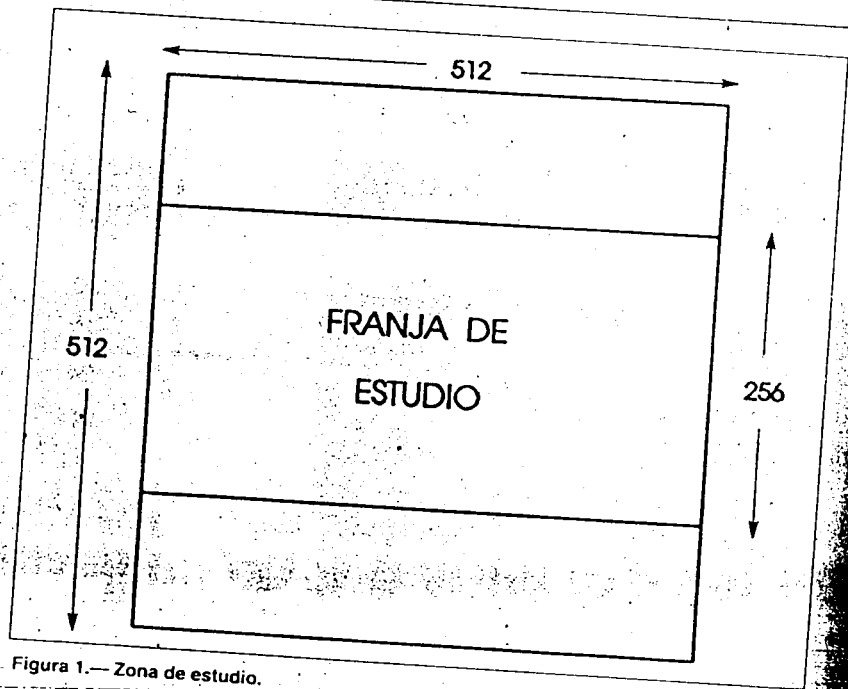 512
FRANJA DE
512
ESTUDIO
256
Figura 1.— Zona de estudio.